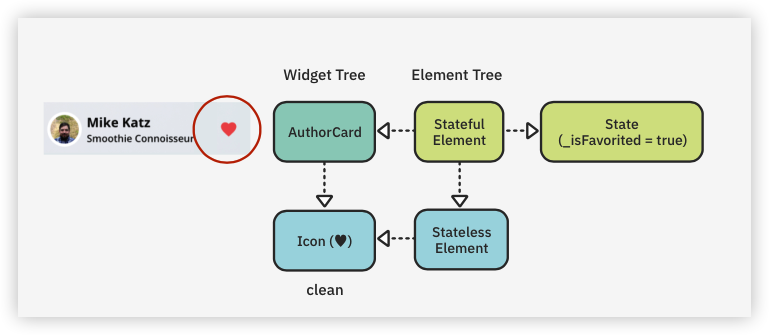 Widget Tree
Element Tree
Mike Katz
Smoothie Connoisseur
AuthorCard
Stateful
Element
State
(_isFavorited = true)
Icon (♥)
Stateless
Element
clean